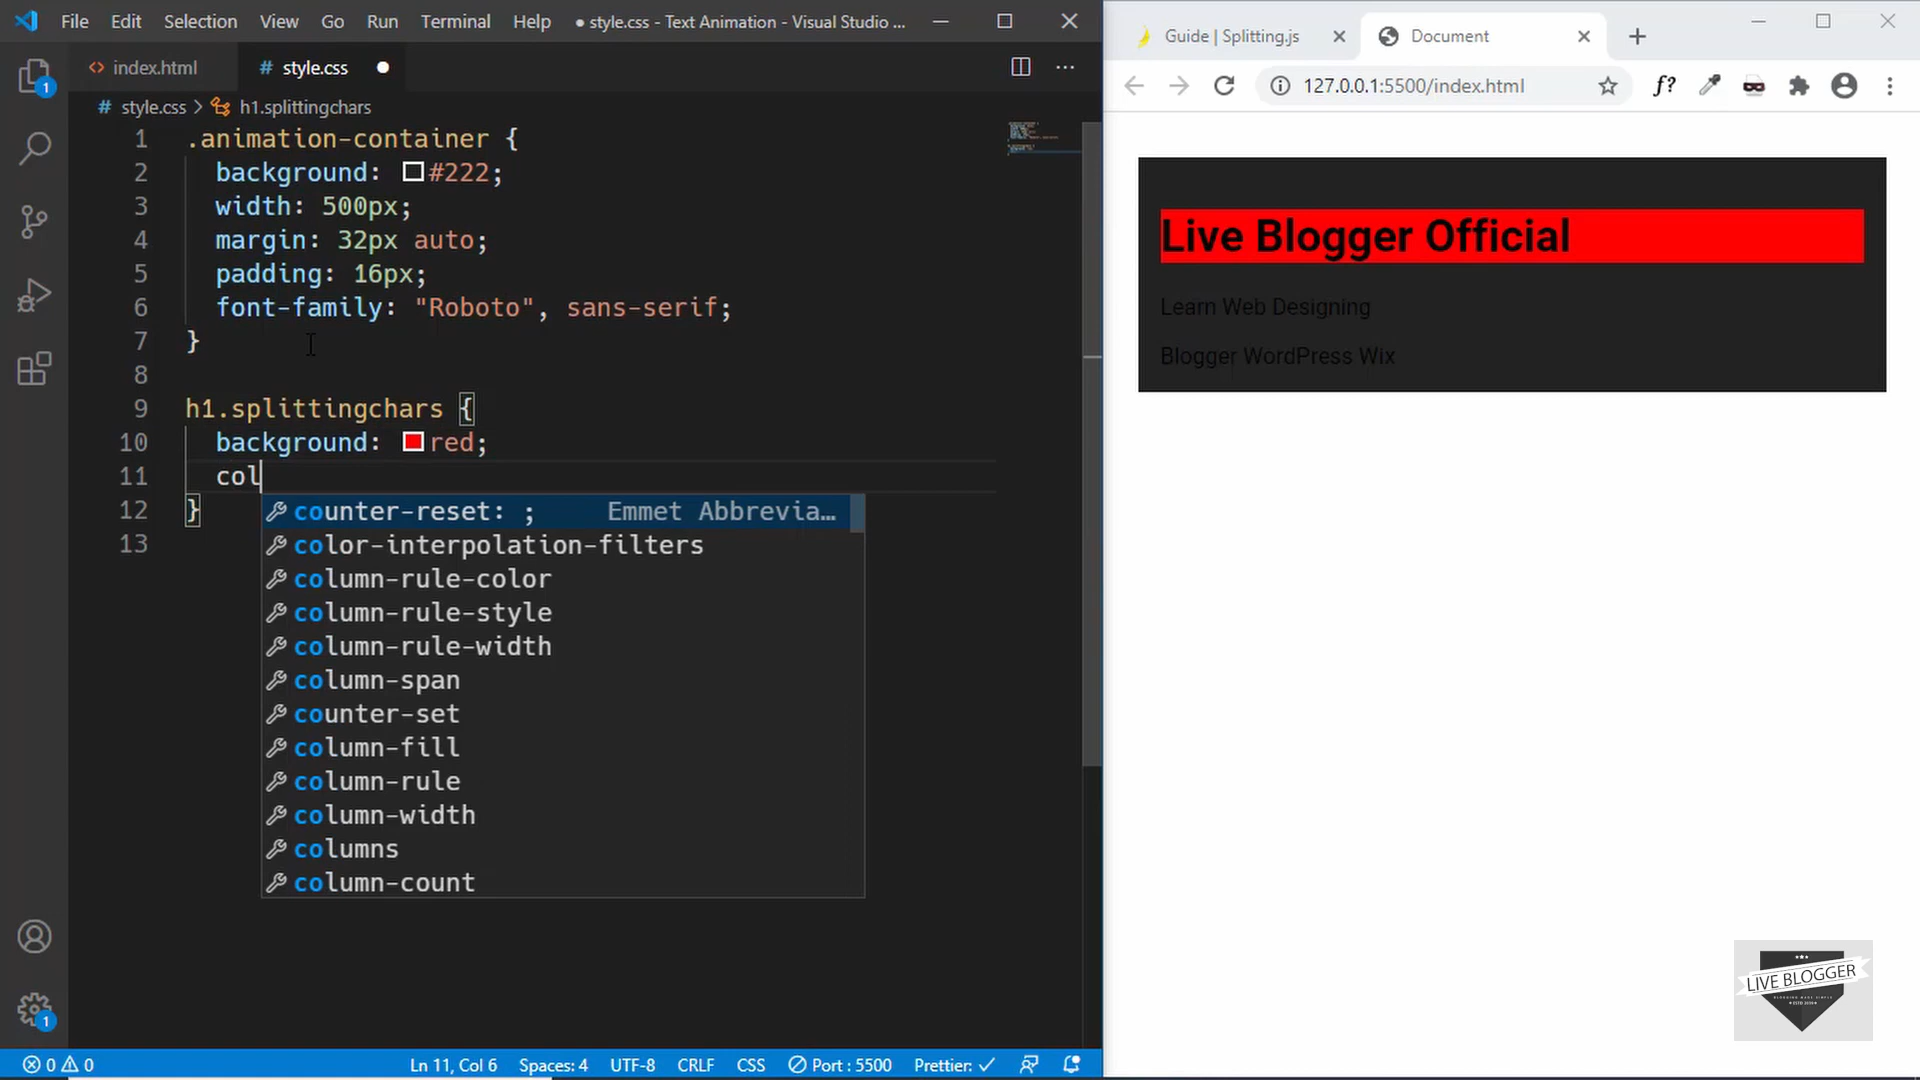 File Edit Selection View Go Run Terminal Help ● style.css - Text Animation - Visual Studio ...
Guide | Splitting.js
Document
<> index.html
# style.css ●
127.0.0.1:5500/index.html
f?
# style.css > h1.splittingchars
1 .animation-container {
2 background: #222;
3 width: 500px;
4 margin: 32px auto;
5 padding: 16px;
6 font-family: "Roboto", sans-serif;
7 }
8
9 h1.splittingchars {
10 background: red;
11 col
12 }
13
counter-reset: ; Emmet Abbrevia...
color-interpolation-filters
column-rule-color
column-rule-style
column-rule-width
column-span
counter-set
column-fill
column-rule
column-width
columns
column-count
1
1
Live Blogger Official
Learn Web Designing
Blogger WordPress Wix
LIVE BLOGGER
0 0 Ln 11, Col 6 Spaces: 4 UTF-8 CRLF CSS Port : 5500 Prettier: ✓